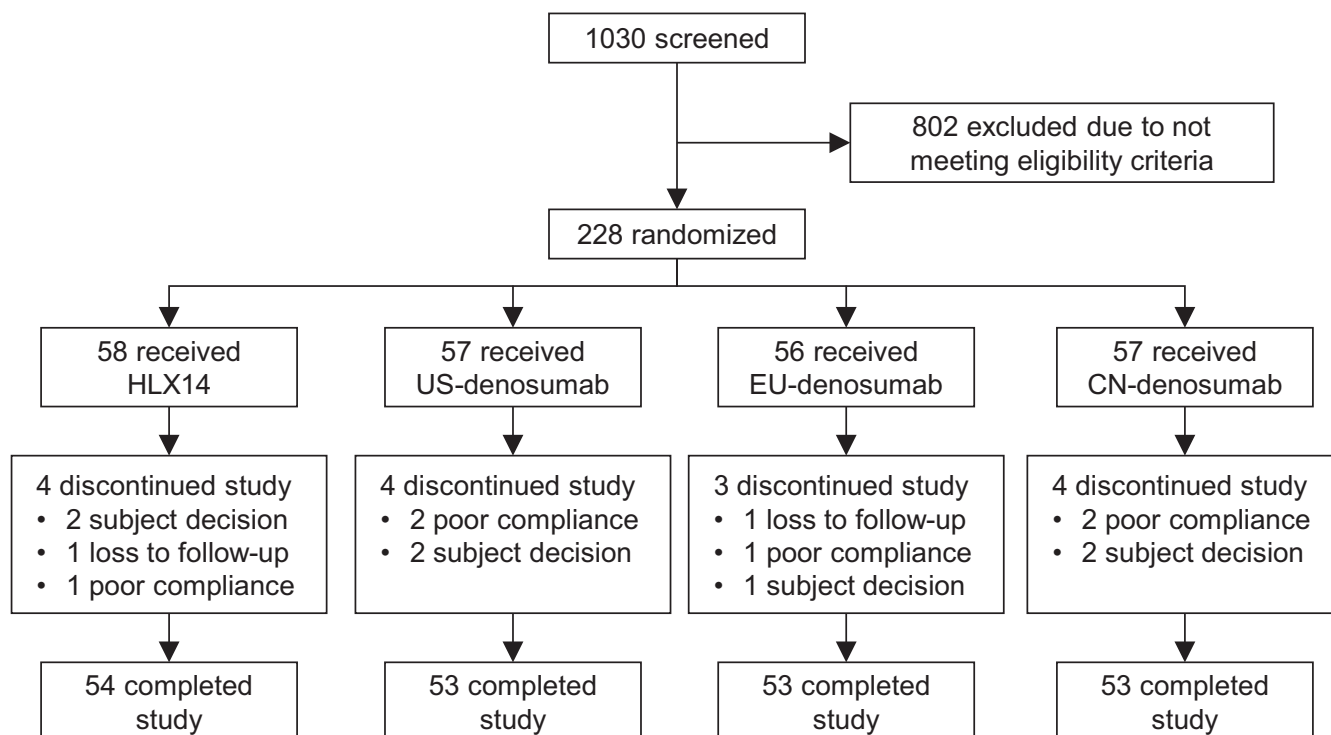 1030 screened
802 excluded due to not
meeting eligibility criteria
228 randomized
58 received
HLX14
57 received
US-denosumab
56 received
EU-denosumab
57 received
CN-denosumab
4 discontinued study
• 2 subject decision
• 1 loss to follow-up
• 1 poor compliance
4 discontinued study
• 2 poor compliance
• 2 subject decision
3 discontinued study
• 1 loss to follow-up
• 1 poor compliance
• 1 subject decision
4 discontinued study
• 2 poor compliance
• 2 subject decision
54 completed
study
53 completed
study
53 completed
study
53 completed
study